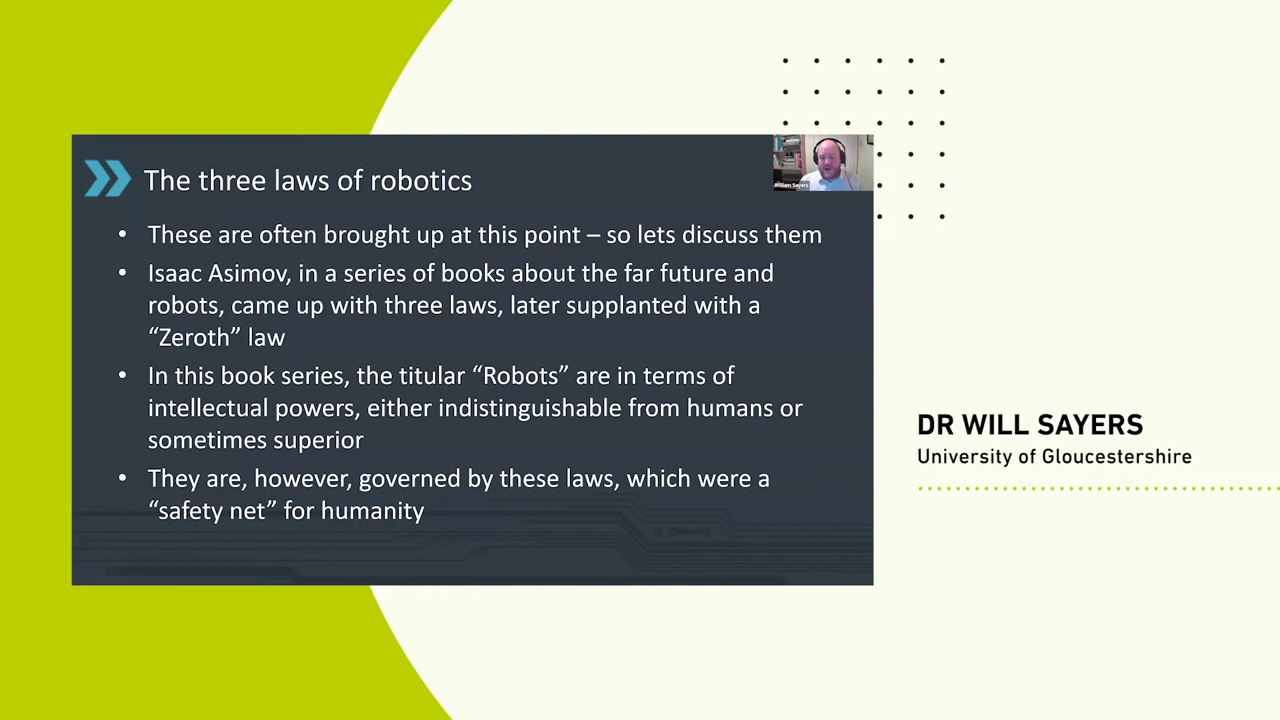 The three laws of robotics
William Sayers
• These are often brought up at this point – so lets discuss them
• Isaac Asimov, in a series of books about the far future and
robots, came up with three laws, later supplanted with a
“Zeroth” law
• In this book series, the titular “Robots” are in terms of
intellectual powers, either indistinguishable from humans or
sometimes superior
• They are, however, governed by these laws, which were a
“safety net” for humanity
DR WILL SAYERS
University of Gloucestershire